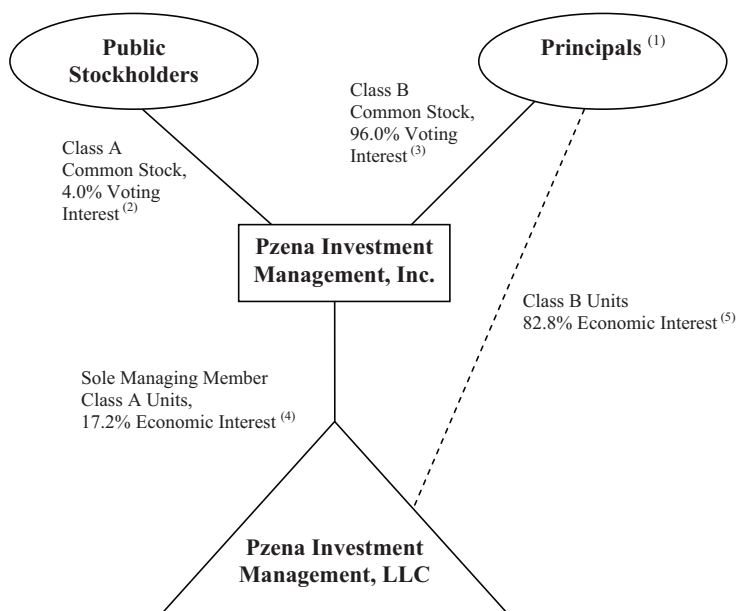 Public
Stockholders
Principals (1)
Class B
Common Stock,
96.0% Voting
Interest (3)
Class A
Common Stock,
4.0% Voting
Interest (2)
Pzena Investment
Management, Inc.
Class B Units
82.8% Economic Interest (5)
Sole Managing Member
Class A Units,
17.2% Economic Interest (4)
Pzena Investment
Management, LLC